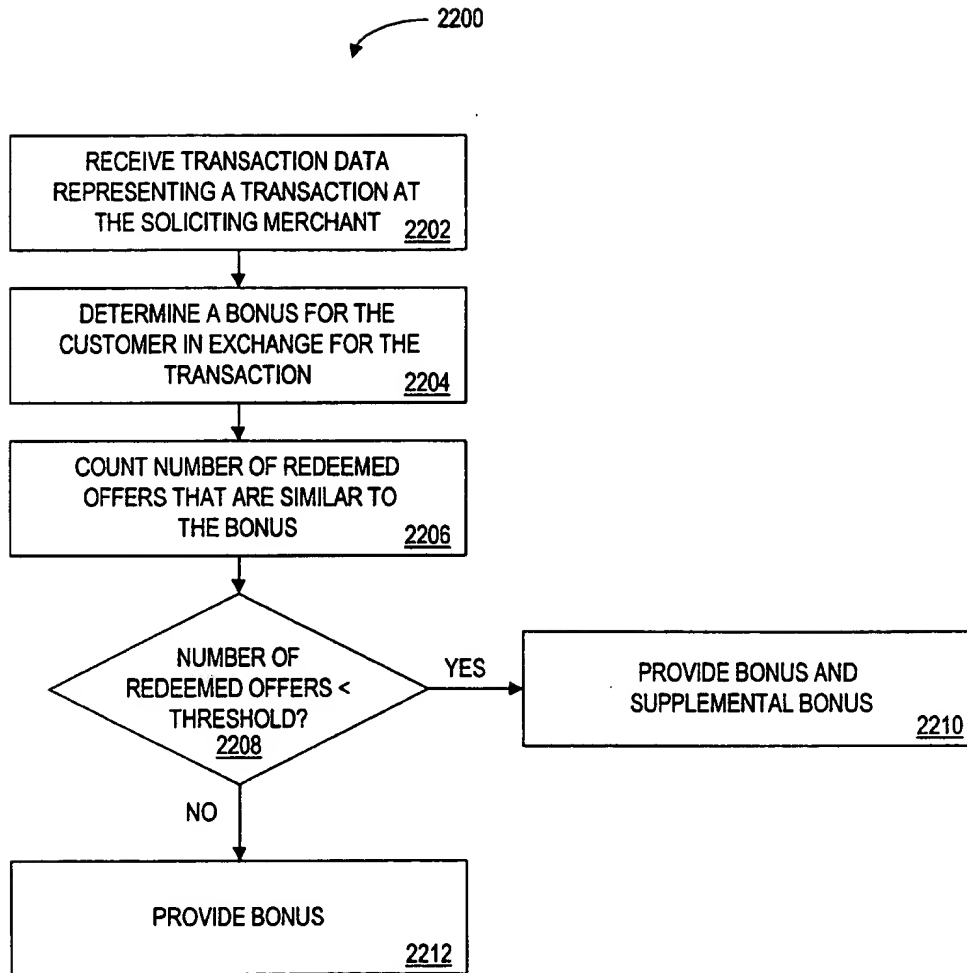 2200
RECEIVE TRANSACTION DATA
REPRESENTING A TRANSACTION AT
THE SOLICITING MERCHANT
2202
DETERMINE A BONUS FOR THE
CUSTOMER IN EXCHANGE FOR THE
TRANSACTION
2204
COUNT NUMBER OF REDEEMED
OFFERS THAT ARE SIMILAR TO
THE BONUS
2206
NUMBER OF
REDEEMED OFFERS <
THRESHOLD?
2208
YES
PROVIDE BONUS AND
SUPPLEMENTAL BONUS
2210
NO
PROVIDE BONUS
2212